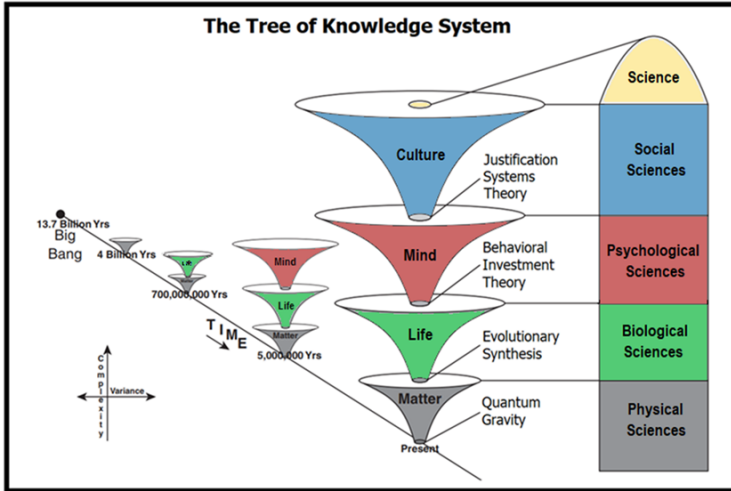 The Tree of Knowledge System
Science
Culture
Social
Sciences
Justification
Systems
Theory
13.7 Billion Yrs
Big
Bang
4 Billion Yrs
Life
700,000,000 Yrs
Mind
Life
Matter
5,000,000 Yrs
TIME
Mind
Behavioral
Investment
Theory
Psychological
Sciences
Life
Evolutionary
Synthesis
Biological
Sciences
Matter
Quantum
Gravity
Present
Physical
Sciences
Complexity
Variance